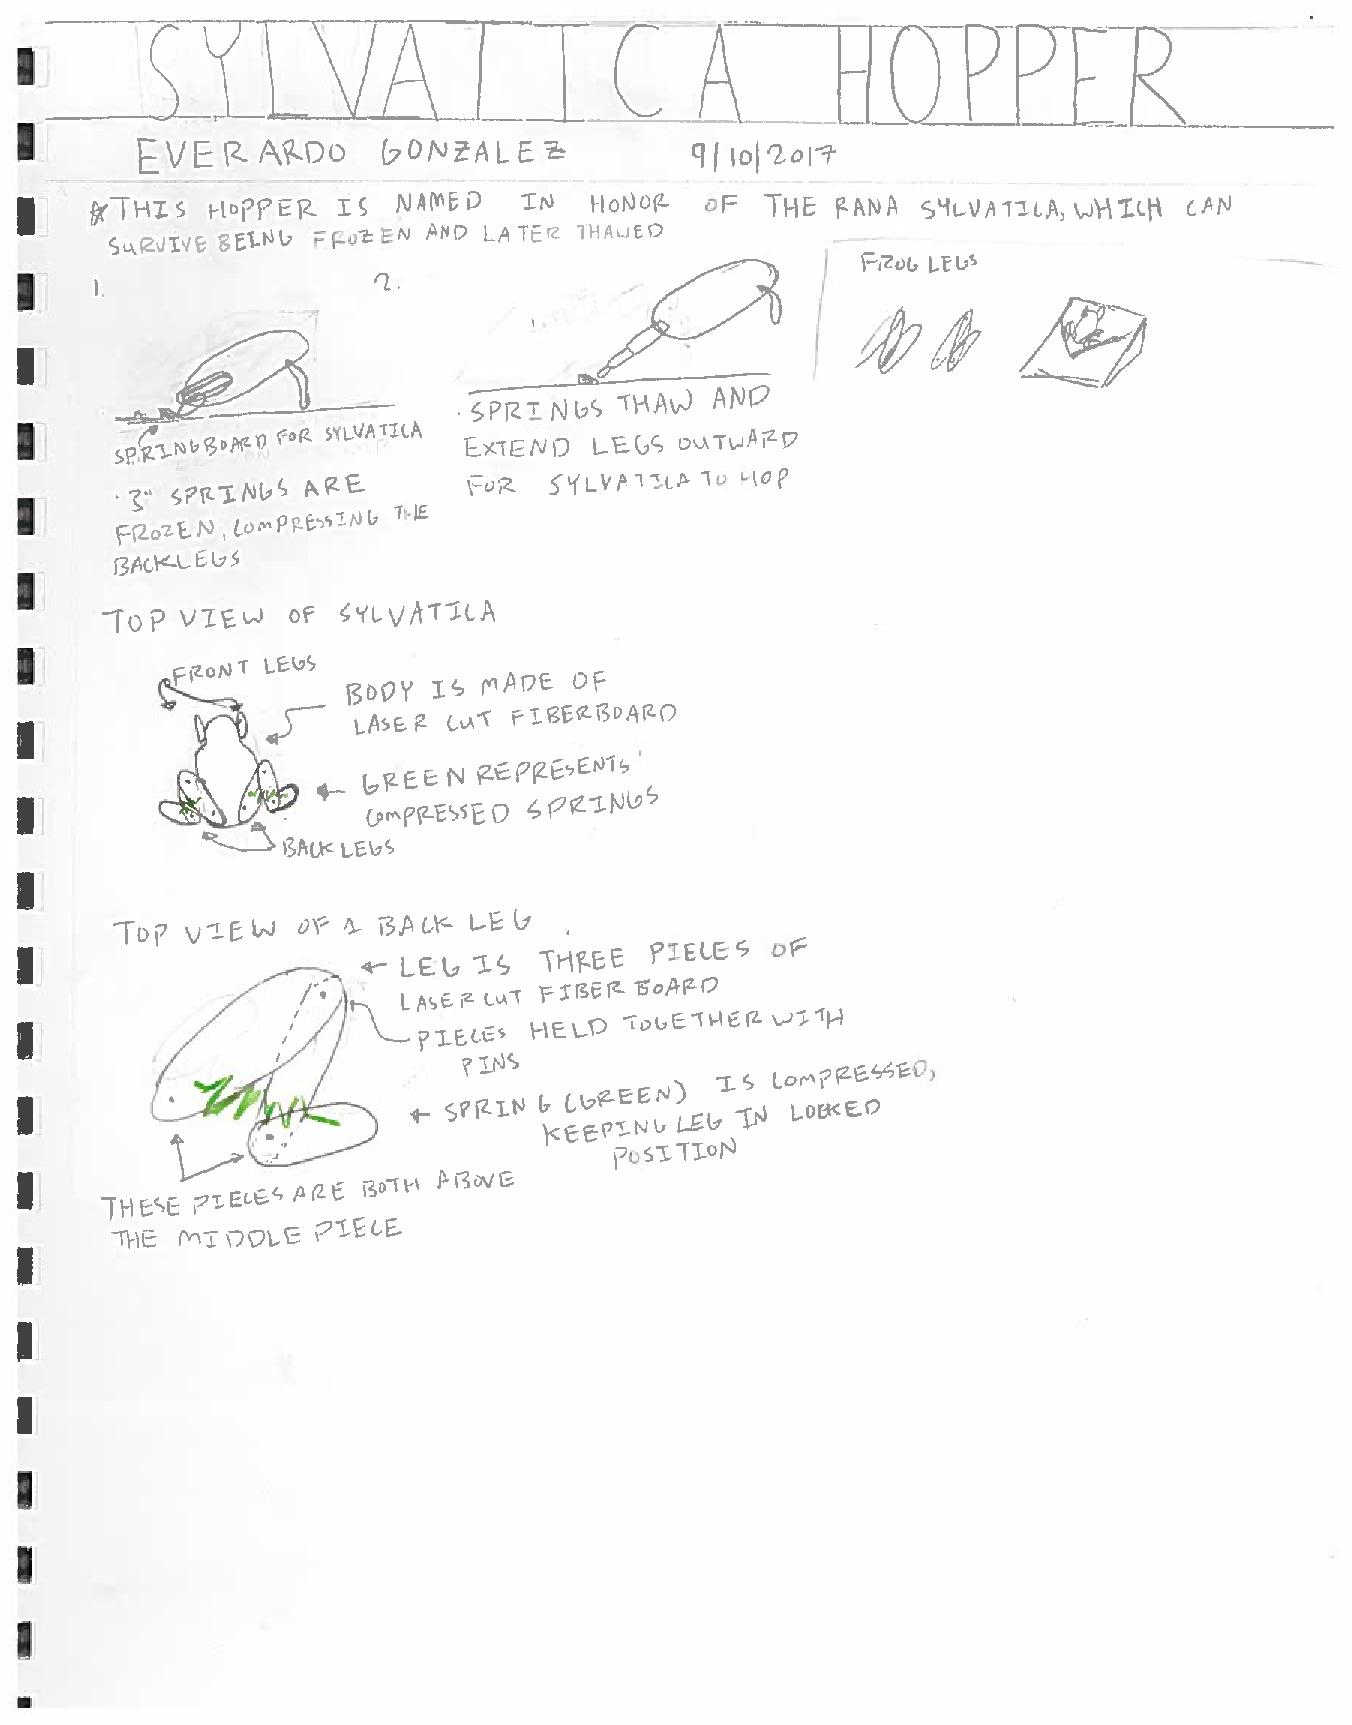 SYLVATICA HOPPER
EVERARDO GONZALEZ 9/10/2017
*THIS HOPPER IS NAMED IN HONOR OF THE RANA SYLVATICA, WHICH CAN
SURVIVE BEING FROZEN AND LATER THAWED
1.
SPRINGBOARD FOR SYLVATICA
· 3" SPRINGS ARE
FROZEN, COMPRESSING THE
BACK LEGS
2.
· SPRINGS THAW AND
EXTEND LEGS OUTWARD
FOR SYLVATICA TO HOP
FROG LEGS
TOP VIEW OF SYLVATICA
FRONT LEGS
BODY IS MADE OF
LASER CUT FIBERBOARD
GREEN REPRESENTS
COMPRESSED SPRINGS
BACK LEGS
TOP VIEW OF 1 BACK LEG
LEG IS THREE PIECES OF
LASER CUT FIBER BOARD
PIECES HELD TOGETHER WITH
PINS
SPRING (GREEN) IS COMPRESSED,
KEEPING LEG IN LOCKED
POSITION
THESE PIECES ARE BOTH ABOVE
THE MIDDLE PIECE